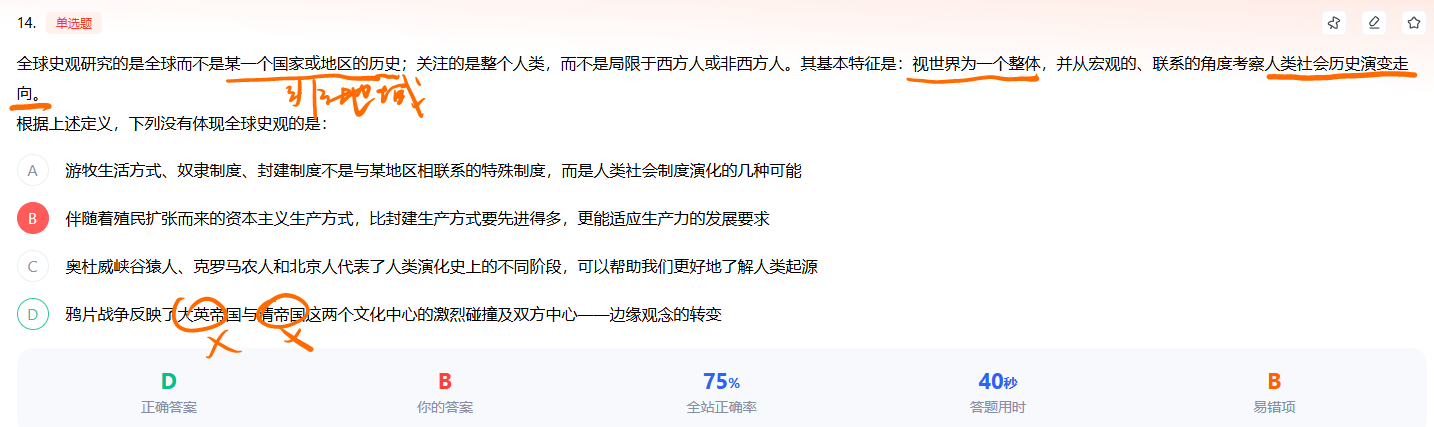 14. 单选题
全球史观研究的是全球而不是某一个国家或地区的历史；关注的是整个人类，而不是局限于西方人或非西方人。其基本特征是：视世界为一个整体，并从宏观的、联系的角度考察人类社会历史演变走
向。
非地域
根据上述定义，下列没有体现全球史观的是：
A 游牧生活方式、奴隶制度、封建制度不是与某地区相联系的特殊制度，而是人类社会制度演化的几种可能
B 伴随着殖民扩张而来的资本主义生产方式，比封建生产方式要先进得多，更能适应生产力的发展要求
C 奥杜威峡谷猿人、克罗马农人和北京人代表了人类演化史上的不同阶段，可以帮助我们更好地了解人类起源
D 鸦片战争反映了大英帝国与清帝国这两个文化中心的激烈碰撞及双方中心——边缘观念的转变
D B 75% 40秒 B
正确答案 你的答案 全站正确率 答题用时 易错项